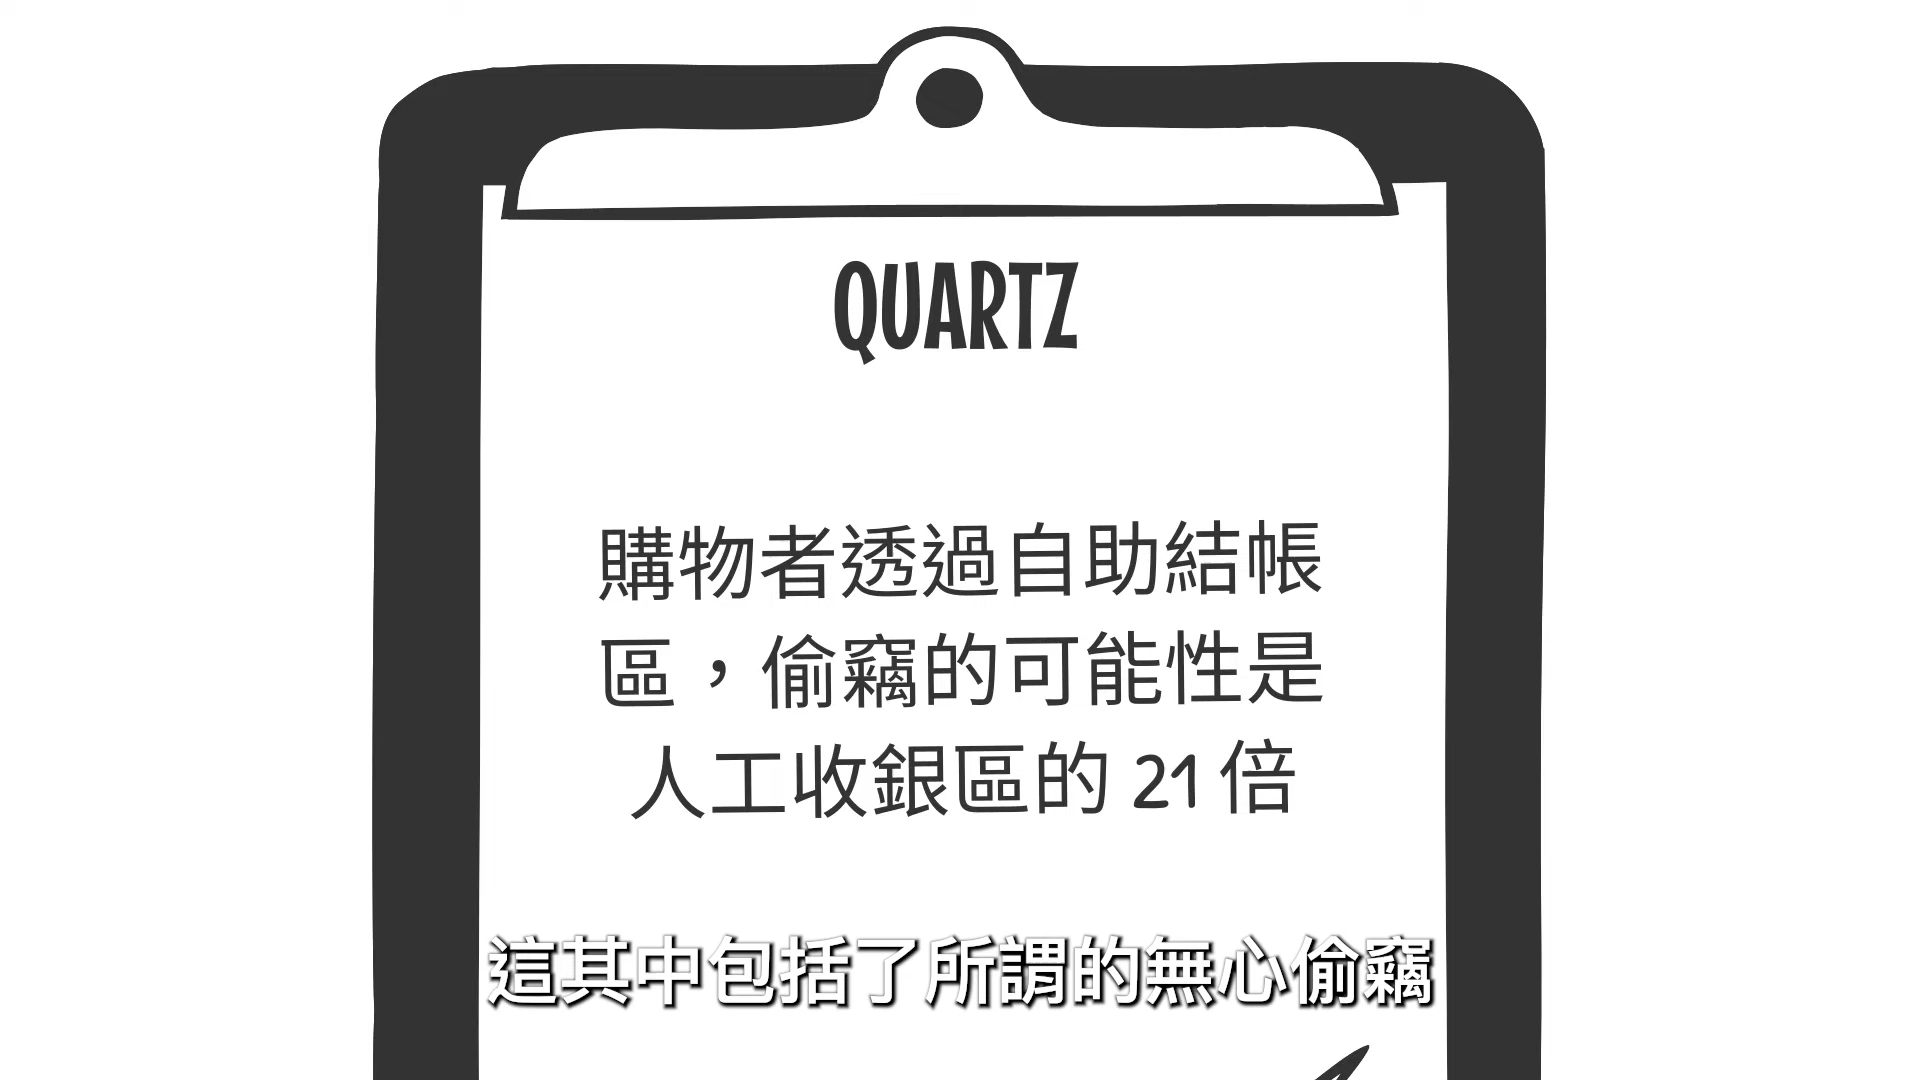 QUARTZ
購物者透過自助結帳
區，偷竊的可能性是
人工收銀區的 21 倍
這其中包括了所謂的無心偷竊